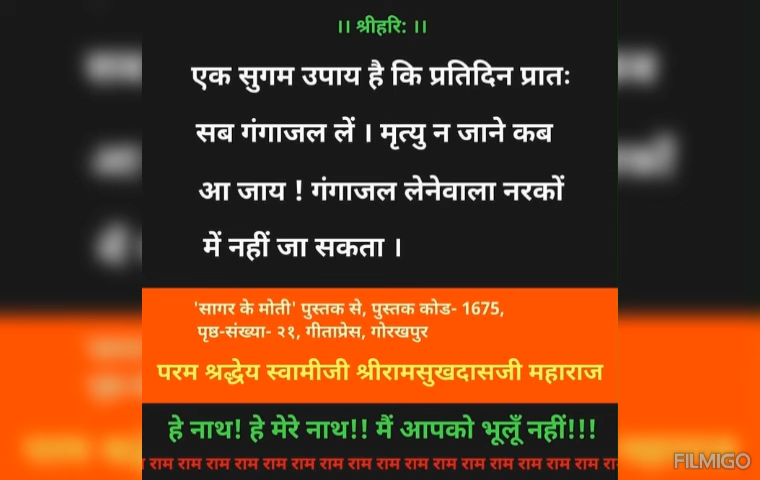 ।। श्रीहरि: ।।
एक सुगम उपाय है कि प्रतिदिन प्रातः
सब गंगाजल लें । मृत्यु न जाने कब
आ जाय ! गंगाजल लेनेवाला नरकों
में नहीं जा सकता ।
'सागर के मोती' पुस्तक से, पुस्तक कोड- 1675,
पृष्ठ-संख्या- २१, गीताप्रेस, गोरखपुर
परम श्रद्धेय स्वामीजी श्रीरामसुखदासजी महाराज
हे नाथ! हे मेरे नाथ!! मैं आपको भूलूँ नहीं!!!
राम राम राम राम राम राम राम राम राम राम राम राम राम राम राम राम रा
FILMIGO